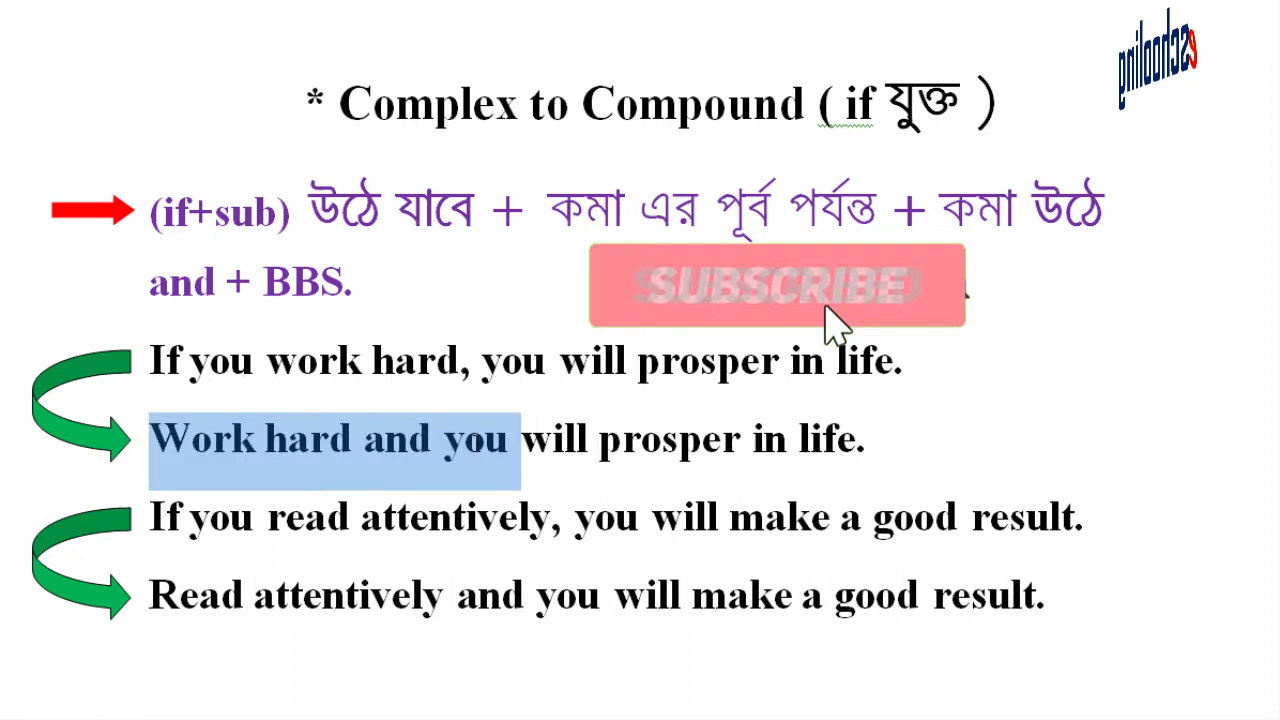 * Complex to Compound ( if যুক্ত )
(if+sub) উঠে যাবে + কমা এর পূর্ব পর্যন্ত + কমা উঠে
and + BBS.
SUBSCRIBE
If you work hard, you will prosper in life.
Work hard and you will prosper in life.
If you read attentively, you will make a good result.
Read attentively and you will make a good result.